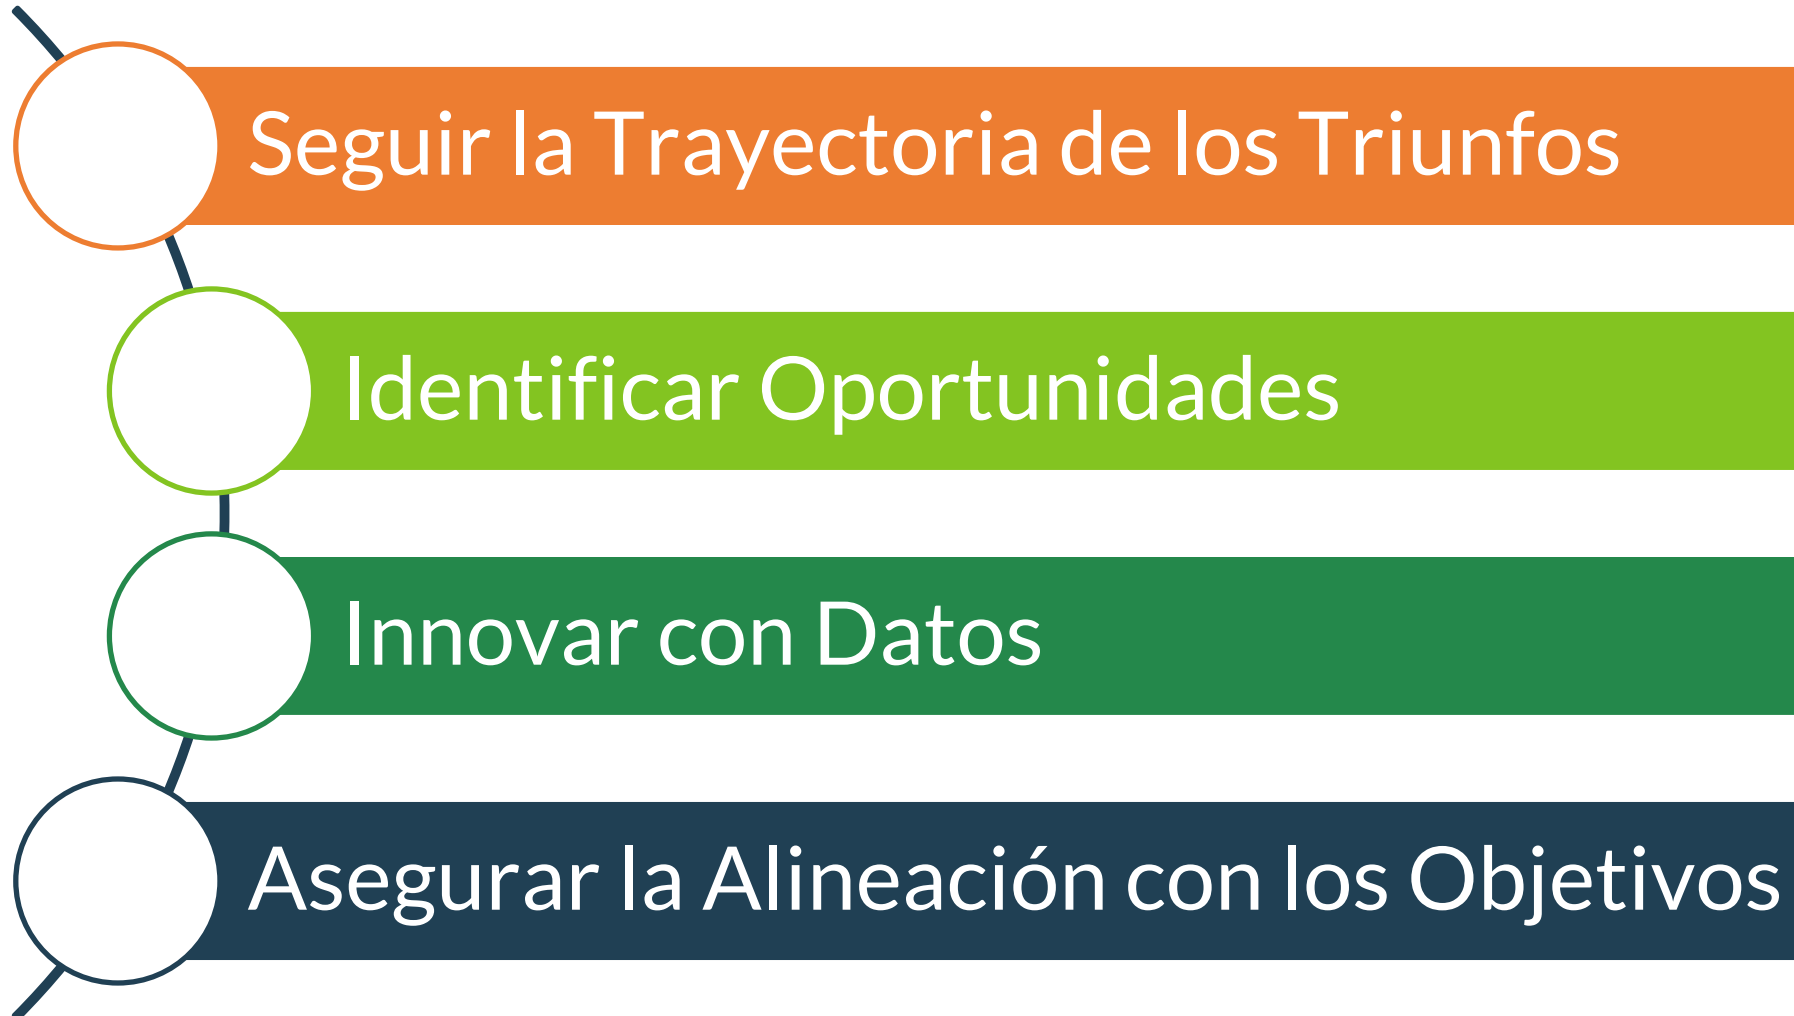 Seguir la Trayectoria de los Triunfos
Identificar Oportunidades
Innovar con Datos
Asegurar la Alineación con los Objetivos